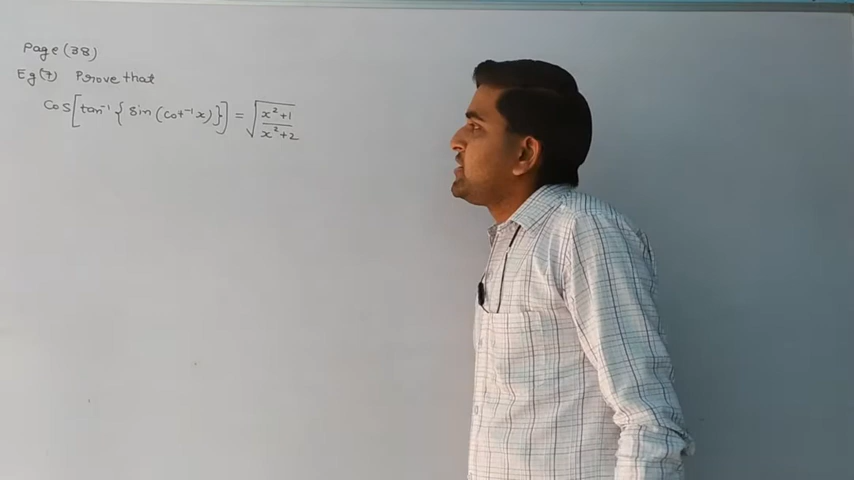 Page (38)
Eg (7) Prove that
Cos[tan⁻¹{sin(cot⁻¹x)}] = √((x²+1)/(x²+2))